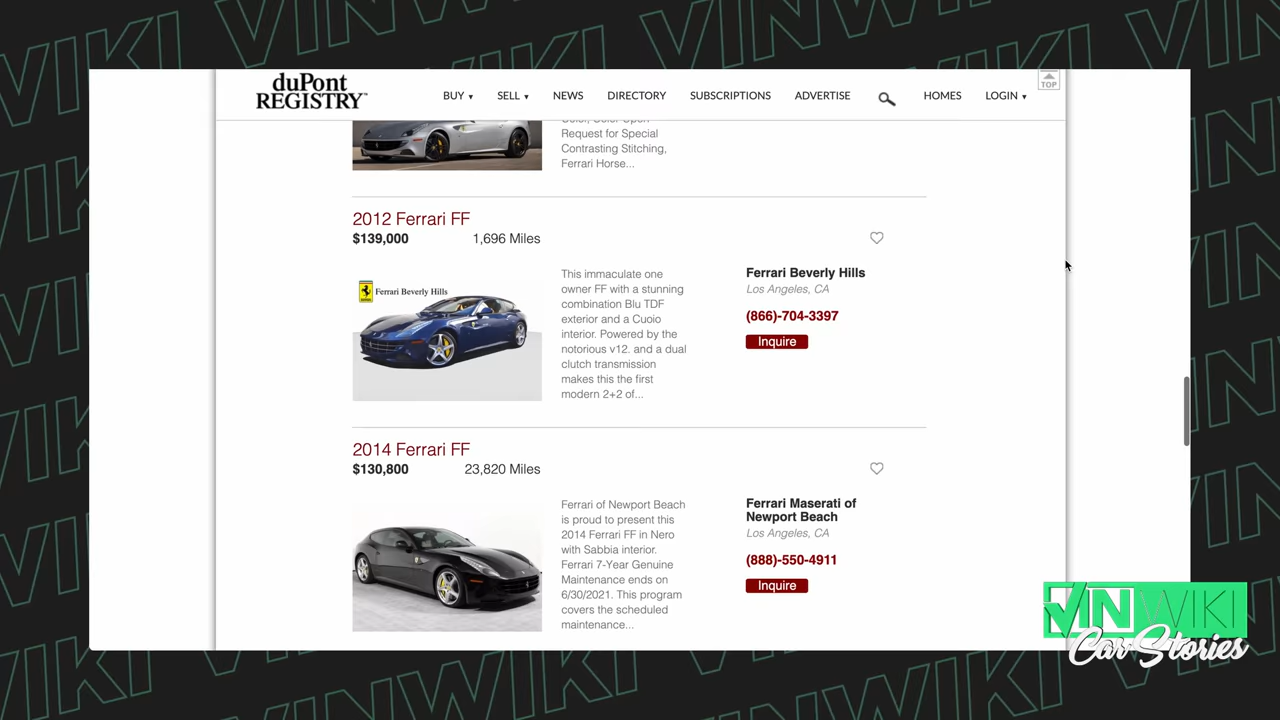 duPont
REGISTRY
BUY
SELL
NEWS
DIRECTORY
SUBSCRIPTIONS
ADVERTISE
HOMES
LOGIN
TOP
Request for Special
Contrasting Stitching,
Ferrari Horse...
2012 Ferrari FF
$139,000
1,696 Miles
Ferrari Beverly Hills
This immaculate one
owner FF with a stunning
combination Blu TDF
exterior and a Cuoio
interior. Powered by the
notorious v12. and a dual
clutch transmission
makes this the first
modern 2+2 of...
Ferrari Beverly Hills
Los Angeles, CA
(866)-704-3397
Inquire
2014 Ferrari FF
$130,800
23,820 Miles
Ferrari of Newport Beach
is proud to present this
2014 Ferrari FF in Nero
with Sabbia interior.
Ferrari 7-Year Genuine
Maintenance ends on
6/30/2021. This program
covers the scheduled
maintenance...
Ferrari Maserati of
Newport Beach
Los Angeles, CA
(888)-550-4911
Inquire
VINWIKI
Car Stories